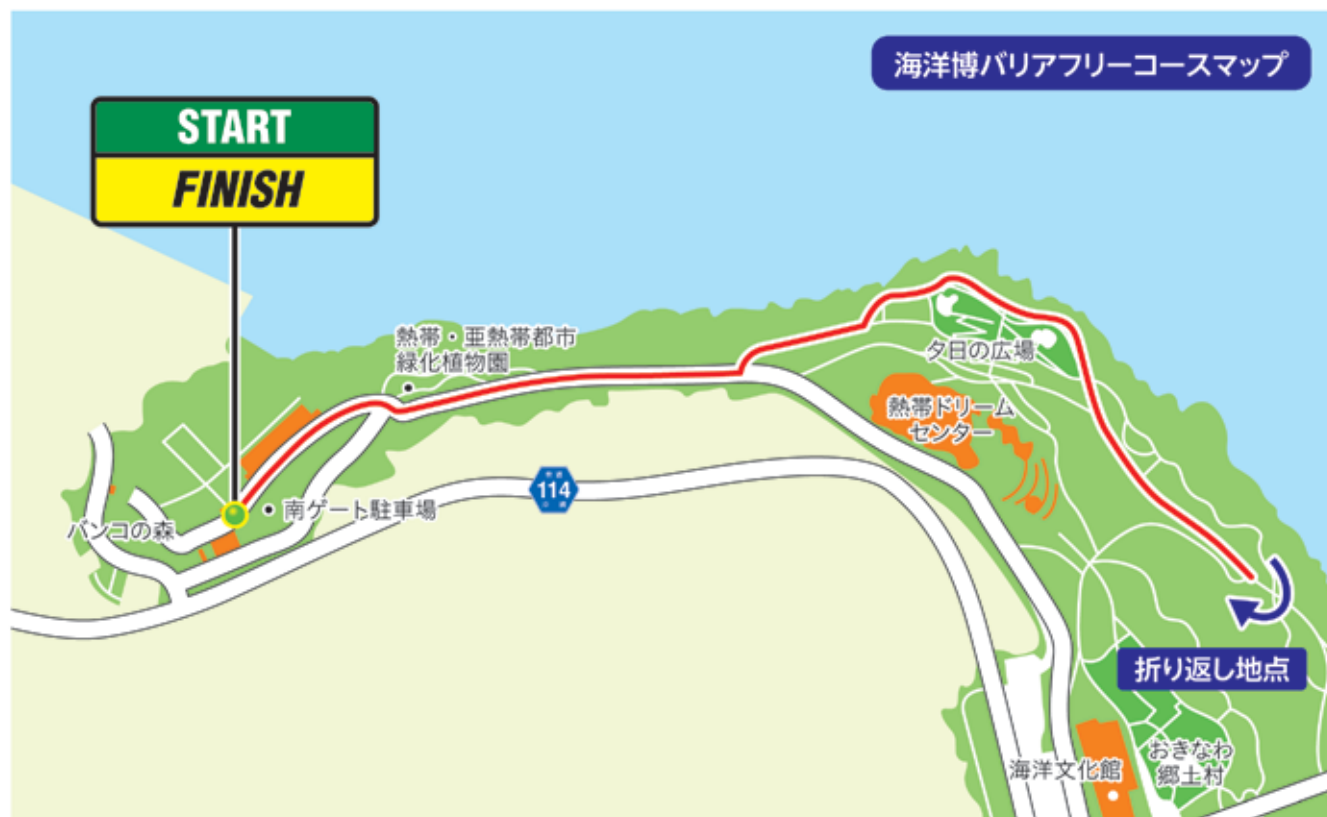 海洋博バリアフリーコースマップ
START
FINISH
熱帯・亜熱帯都市
緑化植物園
夕日の広場
熱帯ドリーム
センター
114
南ゲート駐車場
バンコの森
折り返し地点
おきなわ
郷土村
海洋文化館